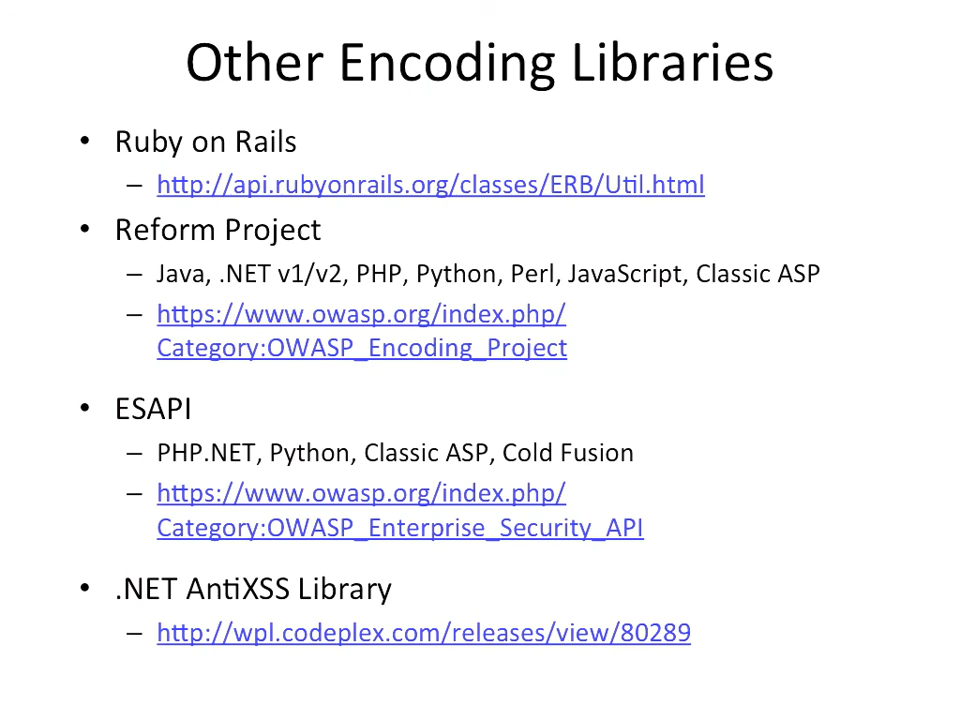 Other Encoding Libraries
• Ruby on Rails
– http://api.rubyonrails.org/classes/ERB/Util.html
• Reform Project
– Java, .NET v1/v2, PHP, Python, Perl, JavaScript, Classic ASP
– https://www.owasp.org/index.php/
Category:OWASP_Encoding_Project
• ESAPI
– PHP.NET, Python, Classic ASP, Cold Fusion
– https://www.owasp.org/index.php/
Category:OWASP_Enterprise_Security_API
• .NET AntiXSS Library
– http://wpl.codeplex.com/releases/view/80289